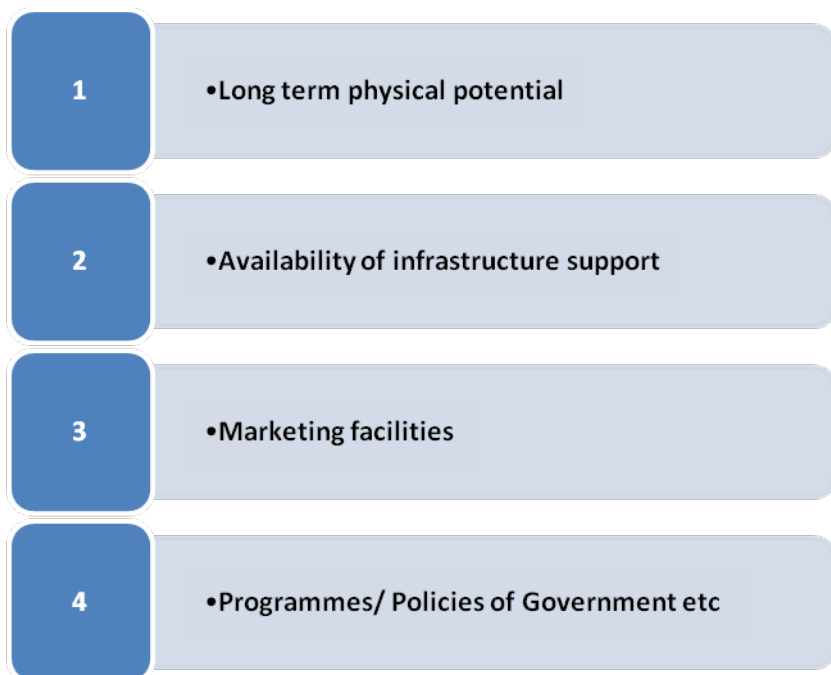 1
•Long term physical potential
2
•Availability of infrastructure support
3
•Marketing facilities
4
•Programmes/ Policies of Government etc